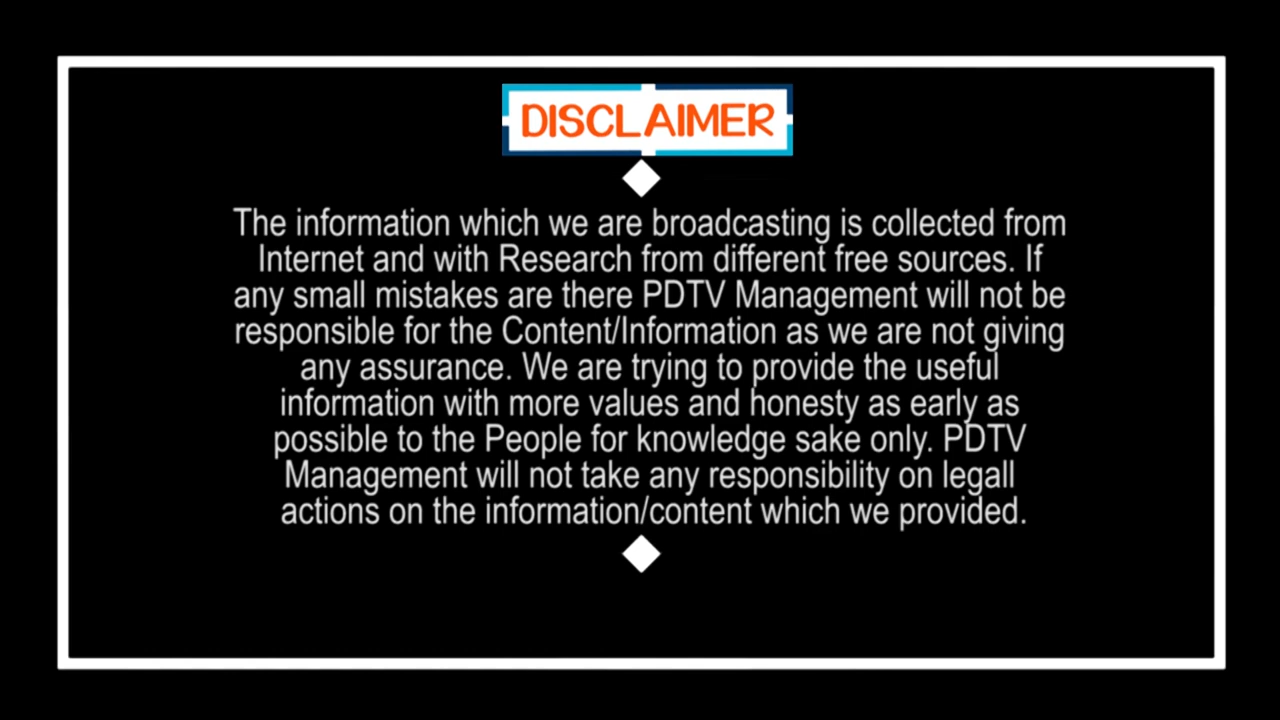 DISCLAIMER
The information which we are broadcasting is collected from
Internet and with Research from different free sources. If
any small mistakes are there PDTV Management will not be
responsible for the Content/Information as we are not giving
any assurance. We are trying to provide the useful
information with more values and honesty as early as
possible to the People for knowledge sake only. PDTV
Management will not take any responsibility on legall
actions on the information/content which we provided.